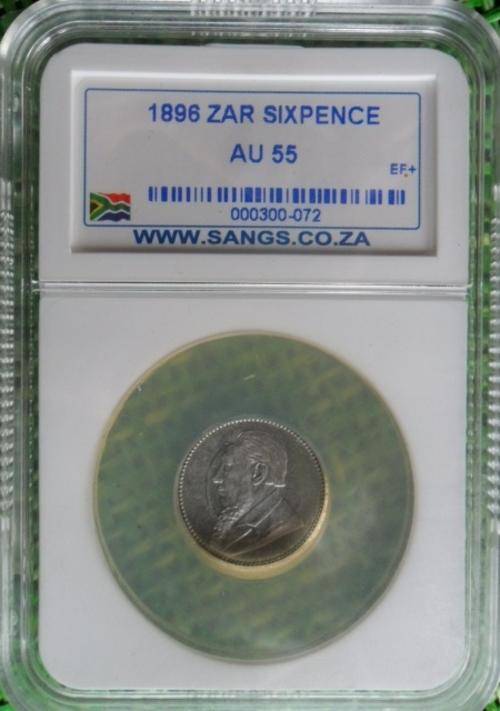 1896 ZAR SIXPENCE
AU 55
EF+
000300-072
WWW.SANGS.CO.ZA